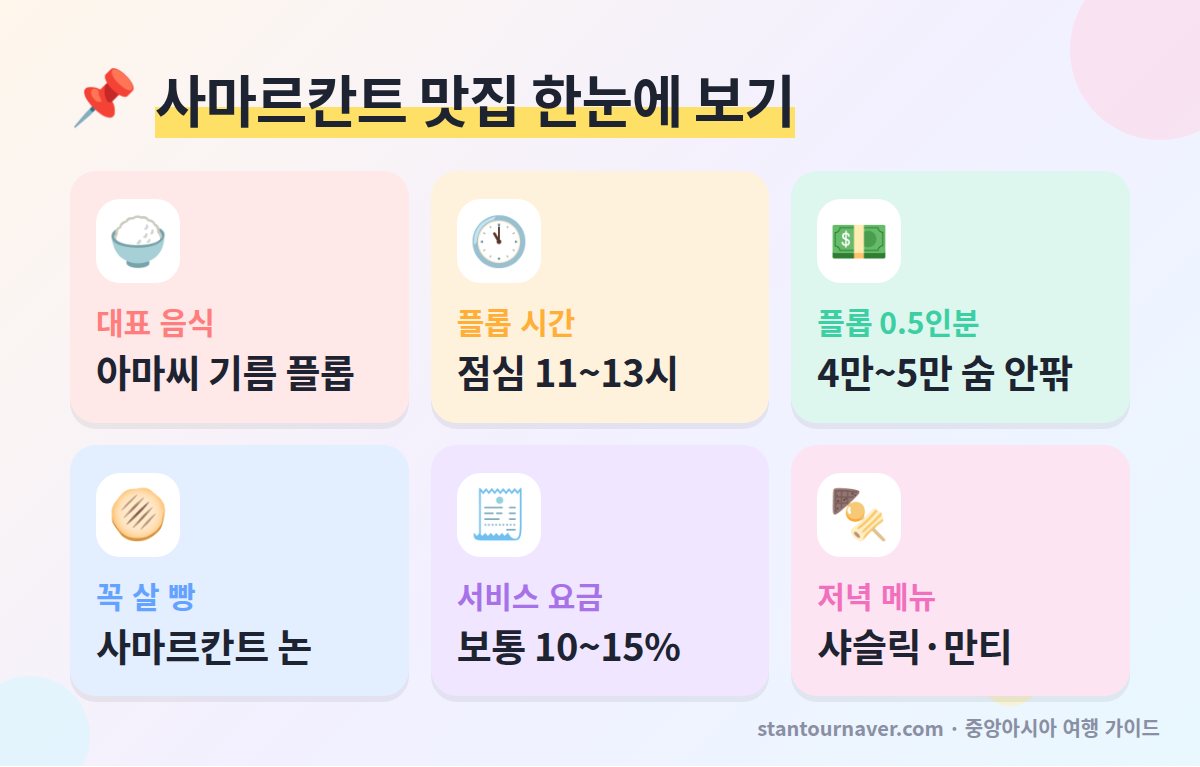 사마르칸트 맛집 한눈에 보기
대표 음식
아마씨 기름 플롭
플롭 시간
점심 11~13시
플롭 0.5인분
4만~5만 숨 안팎
꼭 살 빵
사마르칸트 논
서비스 요금
보통 10~15%
저녁 메뉴
샤슬릭·만티
stantournaver.com · 중앙아시아 여행 가이드